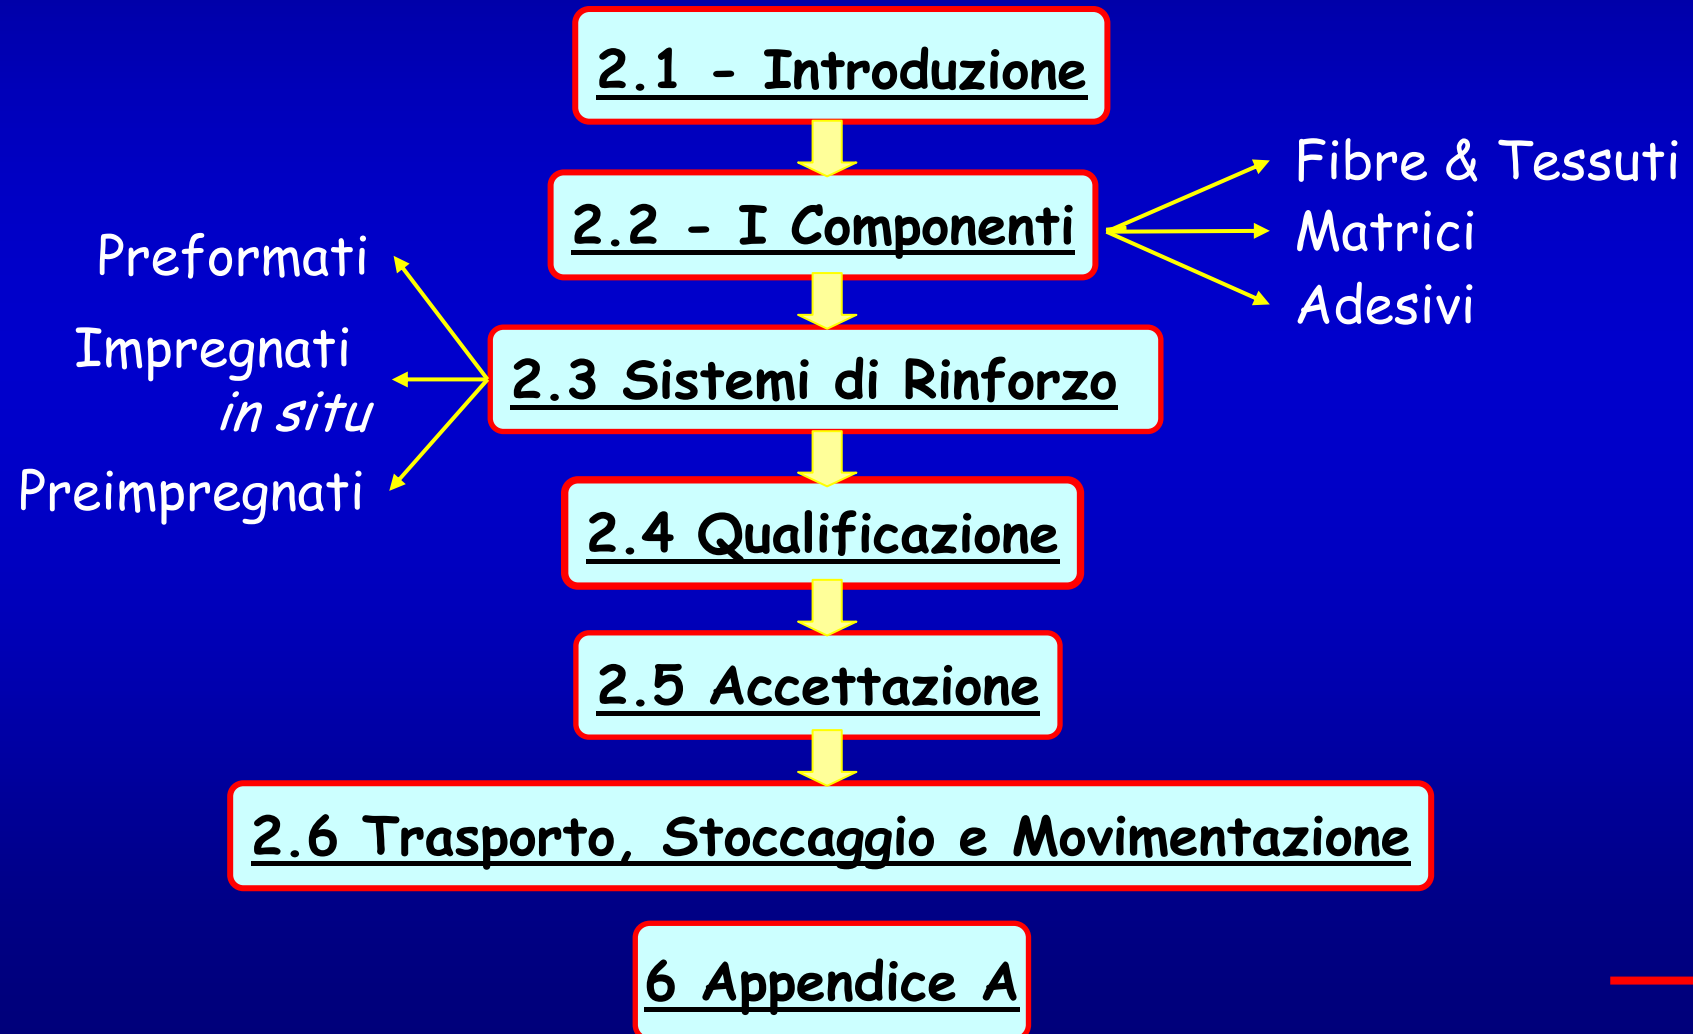 2.1 - Introduzione
2.2 - I Componenti
Fibre & Tessuti
Matrici
Adesivi
2.3 Sistemi di Rinforzo
Preformati
Impregnati
in situ
Preimpregnati
2.4 Qualificazione
2.5 Accettazione
2.6 Trasporto, Stoccaggio e Movimentazione
6 Appendice A